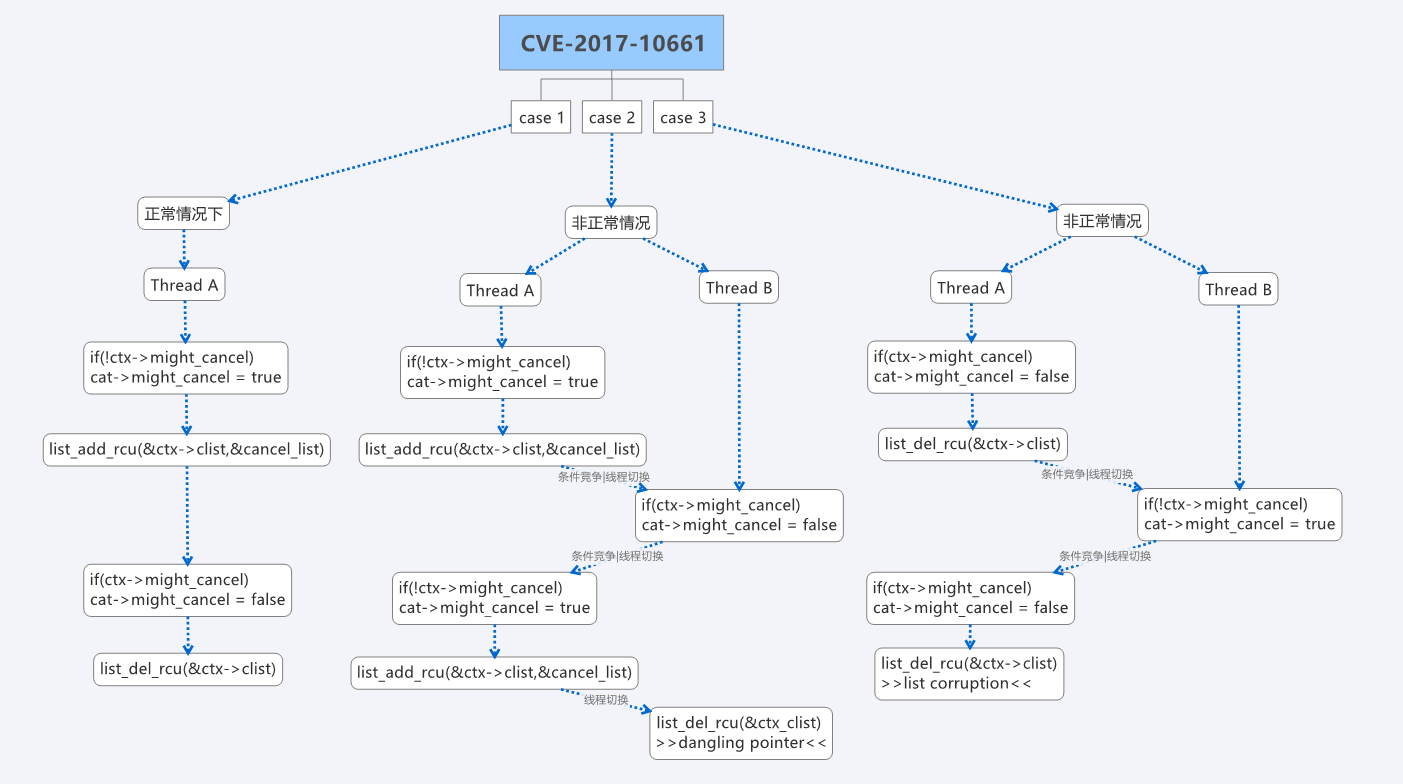 CVE-2017-10661
case 1
case 2
case 3
正常情况下
Thread A
if(!ctx->might_cancel)
cat->might_cancel = true
list_add_rcu(&ctx->clist,&cancel_list)
if(ctx->might_cancel)
cat->might_cancel = false
list_del_rcu(&ctx->clist)
非正常情况
Thread A
Thread B
if(!ctx->might_cancel)
cat->might_cancel = true
list_add_rcu(&ctx->clist,&cancel_list)
条件竞争|线程切换
if(ctx->might_cancel)
cat->might_cancel = false
条件竞争|线程切换
if(!ctx->might_cancel)
cat->might_cancel = true
list_add_rcu(&ctx->clist,&cancel_list)
线程切换
list_del_rcu(&ctx_clist)
>>dangling pointer<<
非正常情况
Thread A
Thread B
if(ctx->might_cancel)
cat->might_cancel = false
list_del_rcu(&ctx->clist)
条件竞争|线程切换
if(!ctx->might_cancel)
cat->might_cancel = true
条件竞争|线程切换
if(ctx->might_cancel)
cat->might_cancel = false
list_del_rcu(&ctx->clist)
>>list corruption<<